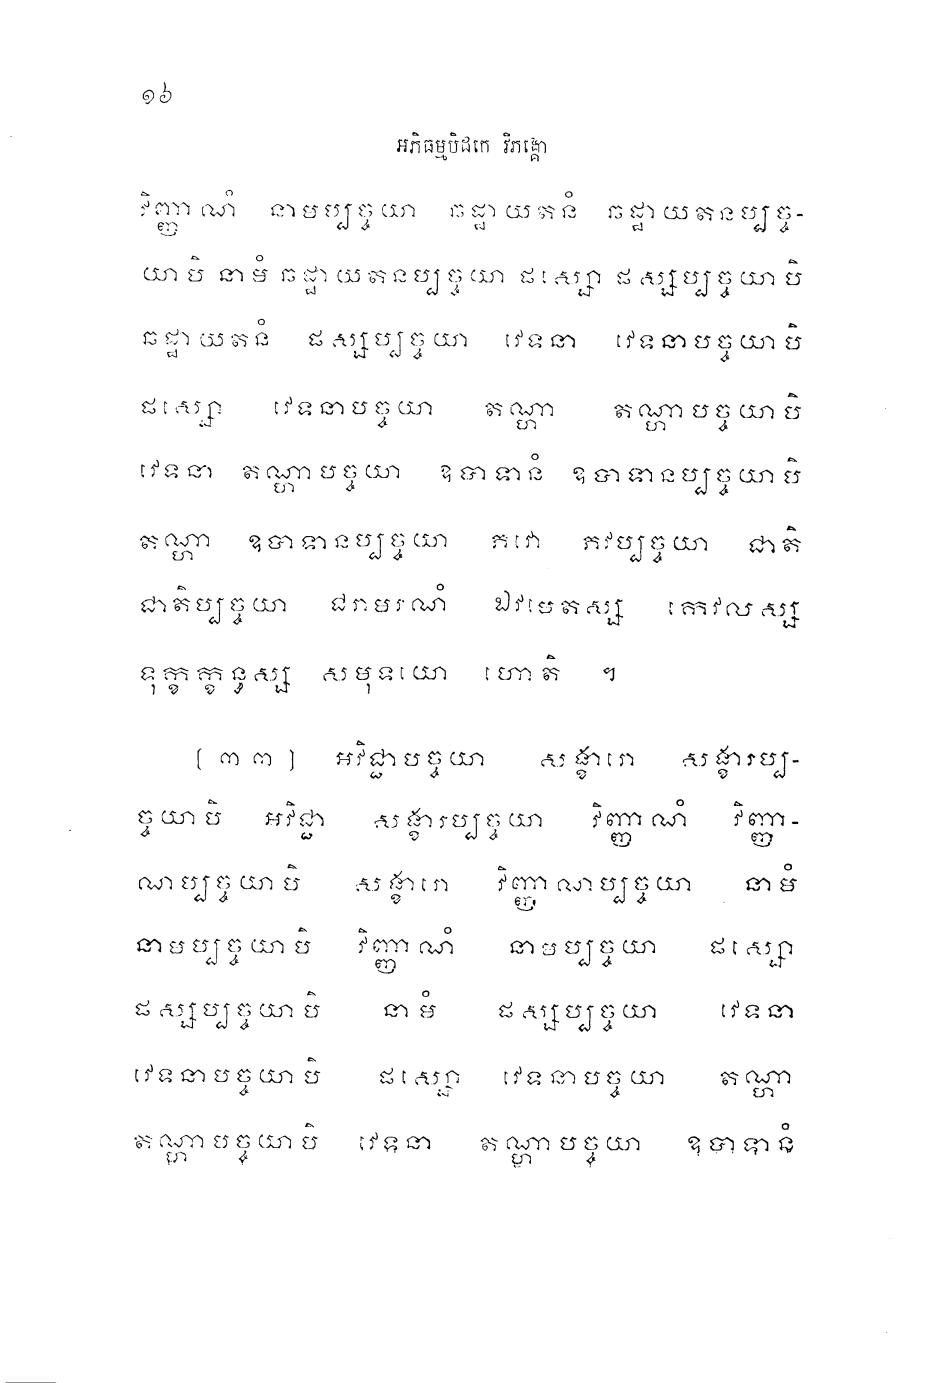 ១៦
អភិធម្មបិដកេ វិភង្គោ
វិញ្ញាណំ នាមប្បច្ចយា ឆដ្ឋាយតនំ ឆដ្ឋាយតនប្បច្ច-
យាបិ នាមំ ឆដ្ឋាយតនប្បច្ចយា ផស្សោ ផស្សប្បច្ចយាបិ
ឆដ្ឋាយតនំ ផស្សប្បច្ចយា វេទនា វេទនាបច្ចយាបិ
ផស្សោ វេទនាបច្ចយា តណ្ហា តណ្ហាបច្ចយាបិ
វេទនា តណ្ហាបច្ចយា ឧបាទានំ ឧបាទានប្បច្ចយាបិ
តណ្ហា ឧបាទានប្បច្ចយា ភវោ ភវប្បច្ចយា ជាតិ
ជាតិប្បច្ចយា ជរាមរណំ ឯវមេតស្ស កេវលស្ស
ទុក្ខក្ខន្ធស្ស សមុទយោ ហោតិ ។
[៣៣] អវិជ្ជាបច្ចយា សង្ខារោ សង្ខារប្ប-
ច្ចយាបិ អវិជ្ជា សង្ខារប្បច្ចយា វិញ្ញាណំ វិញ្ញា-
ណប្បច្ចយាបិ សង្ខារោ វិញ្ញាណប្បច្ចយា នាមំ
នាមប្បច្ចយាបិ វិញ្ញាណំ នាមប្បច្ចយា ផស្សោ
ផស្សប្បច្ចយាបិ នាមំ ផស្សប្បច្ចយា វេទនា
វេទនាបច្ចយាបិ ផស្សោ វេទនាបច្ចយា តណ្ហា
តណ្ហាបច្ចយាបិ វេទនា តណ្ហាបច្ចយា ឧបាទានំ